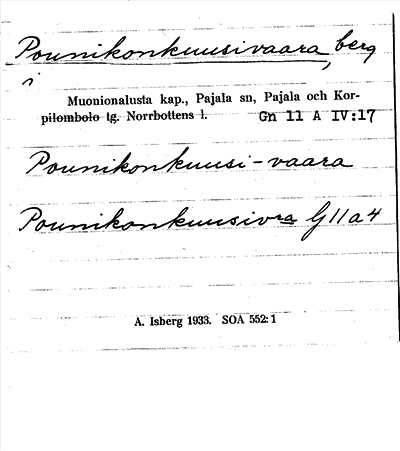 Pounikonkuusivaara, berg
i
Muonionalusta kap., Pajala sn, Pajala och Kor-
pilombolo tg. Norrbottens l. Gn 11 A IV:17
Pounikonkuusi-vaara
Pounikonkuusivra G11a4
A. Isberg 1933. SOA 552:1